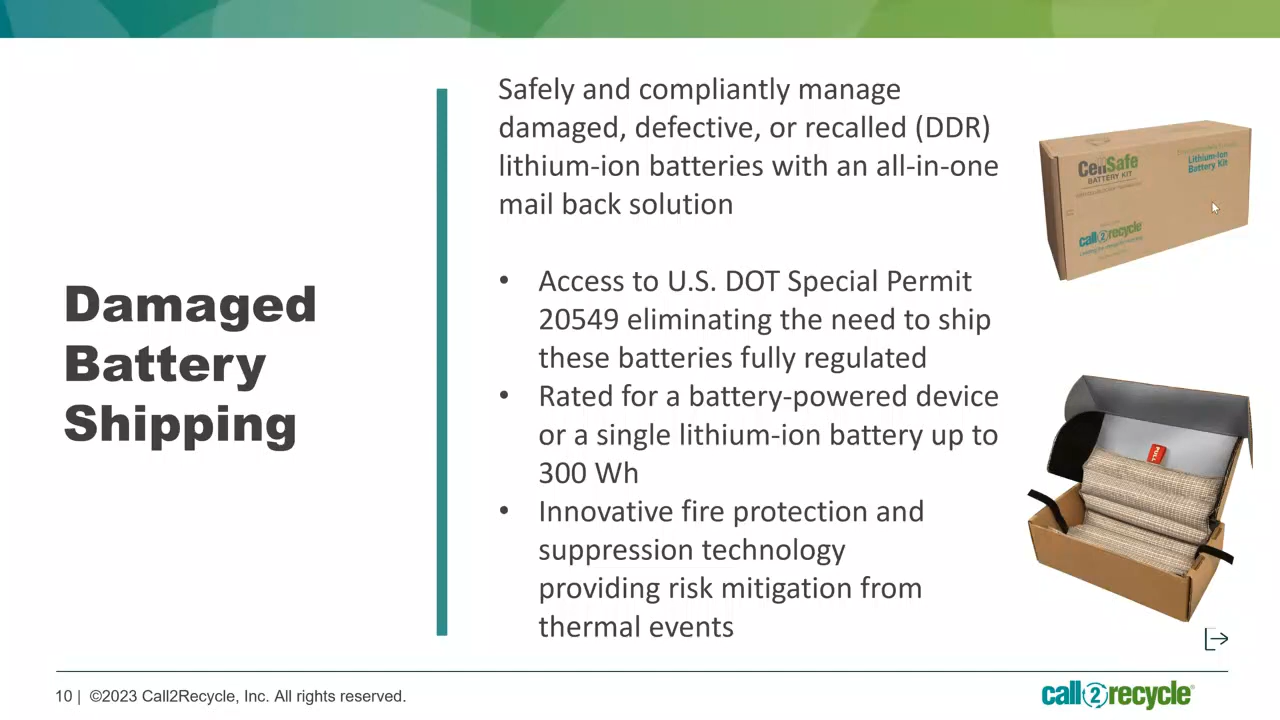 Damaged
Battery
Shipping
Safely and compliantly manage
damaged, defective, or recalled (DDR)
lithium-ion batteries with an all-in-one
mail back solution
• Access to U.S. DOT Special Permit
20549 eliminating the need to ship
these batteries fully regulated
• Rated for a battery-powered device
or a single lithium-ion battery up to
300 Wh
• Innovative fire protection and
suppression technology
providing risk mitigation from
thermal events
CellSafe
BATTERY KIT
Lithium-Ion
Battery Kit
call2recycle
PULL
10 | ©2023 Call2Recycle, Inc. All rights reserved.
call2recycle®